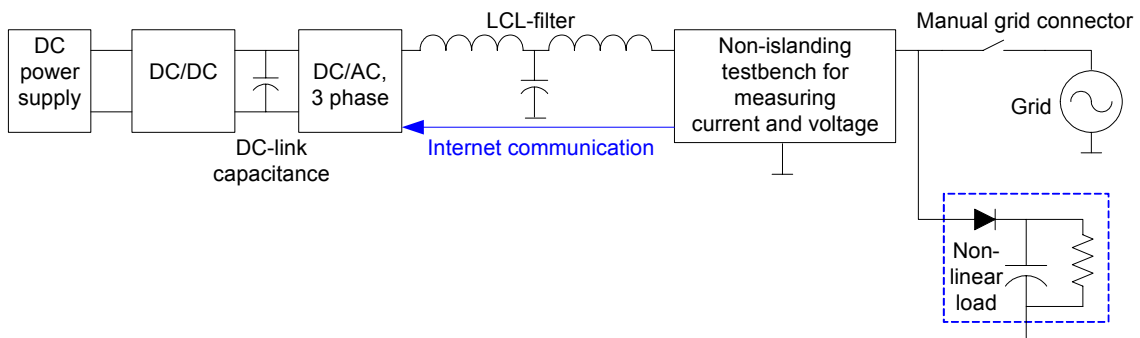 DC
power
supply
DC/DC
DC-link
capacitance
DC/AC,
3 phase
LCL-filter
Internet communication
Non-islanding
testbench for
measuring
current and voltage
Manual grid connector
Grid
Non-
linear
load